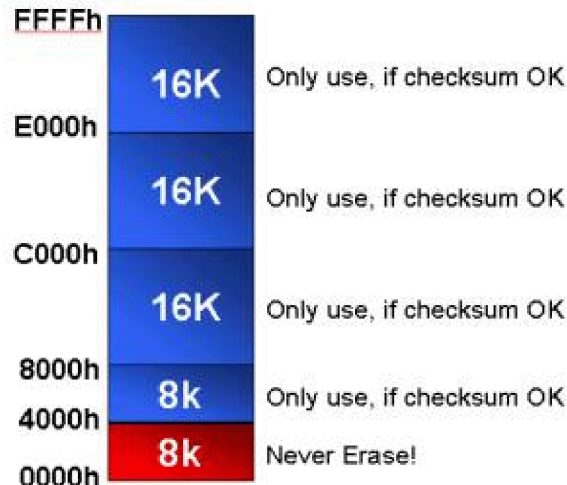 FFFFh
16K Only use, if checksum OK
E000h
16K Only use, if checksum OK
C000h
16K Only use, if checksum OK
8000h
8k Only use, if checksum OK
4000h
8k Never Erase!
0000h